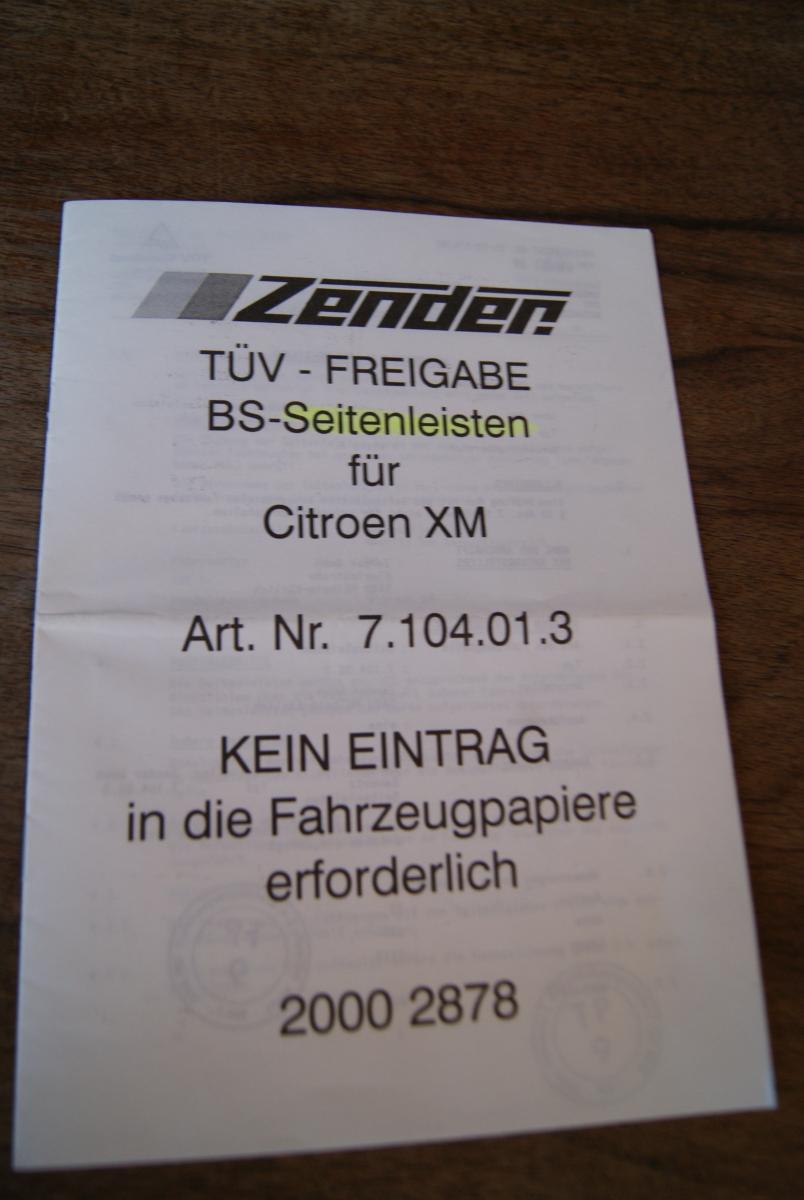 Zender
TÜV - FREIGABE
BS-Seitenleisten
für
Citroen XM
Art. Nr. 7.104.01.3
KEIN EINTRAG
in die Fahrzeugpapiere
erforderlich
2000 2878